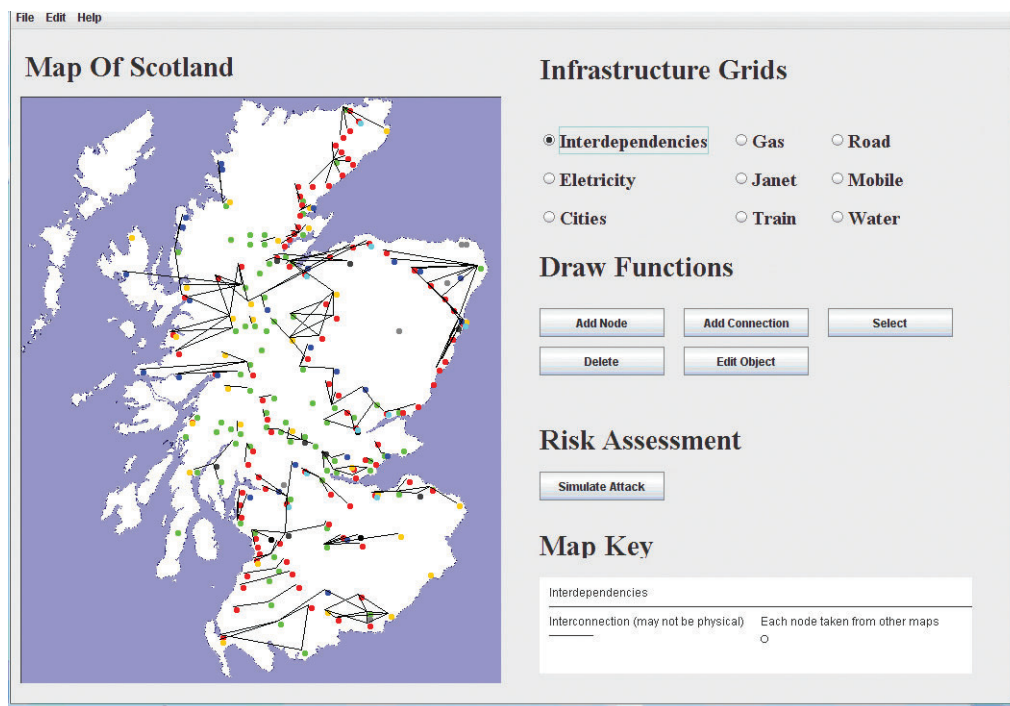 File Edit Help
Map Of Scotland
Infrastructure Grids
Interdependencies Gas Road
Eletricity Janet Mobile
Cities Train Water
Draw Functions
Add Node Add Connection Select
Delete Edit Object
Risk Assessment
Simulate Attack
Map Key
Interdependencies
Interconnection (may not be physical) Each node taken from other maps